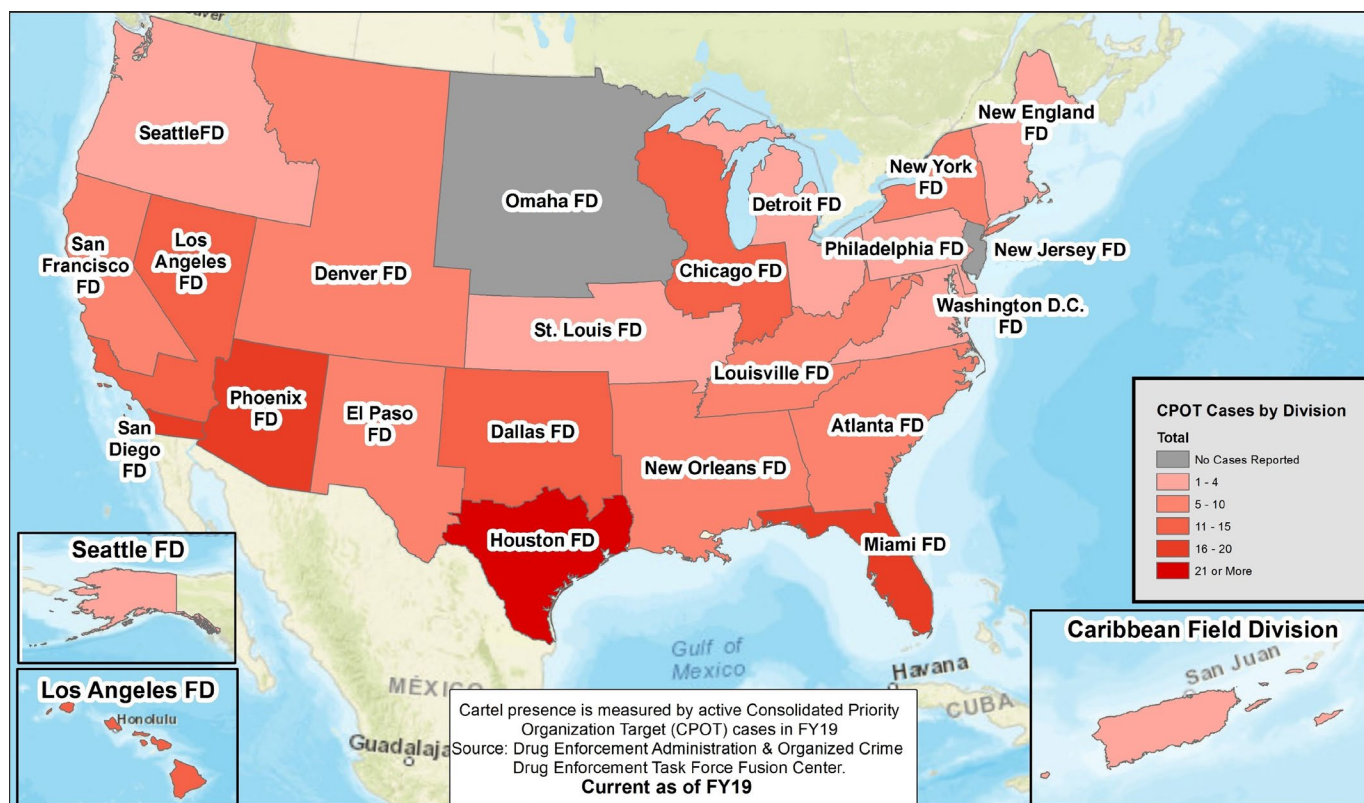 SeattleFD
New England
FD
New York
FD
Omaha FD
Detroit FD
Los
Angeles
FD
San
Francisco
FD
Philadelphia FD
New Jersey FD
Denver FD
Chicago FD
Washington D.C.
FD
St. Louis FD
Louisville FD
Phoenix
FD
El Paso
FD
Dallas FD
Atlanta FD
San
Diego
FD
New Orleans FD
Houston FD
Miami FD
CPOT Cases by Division
Total
No Cases Reported
1 - 4
5 - 10
11 - 15
16 - 20
21 or More
Seattle FD
Los Angeles FD
Honolulu
Caribbean Field Division
San Juan
Gulf of
Mexico
Havana
CUBA
MÉXICO
Guadalaj
Cartel presence is measured by active Consolidated Priority
Organization Target (CPOT) cases in FY19
Source: Drug Enforcement Administration & Organized Crime
Drug Enforcement Task Force Fusion Center.
Current as of FY19